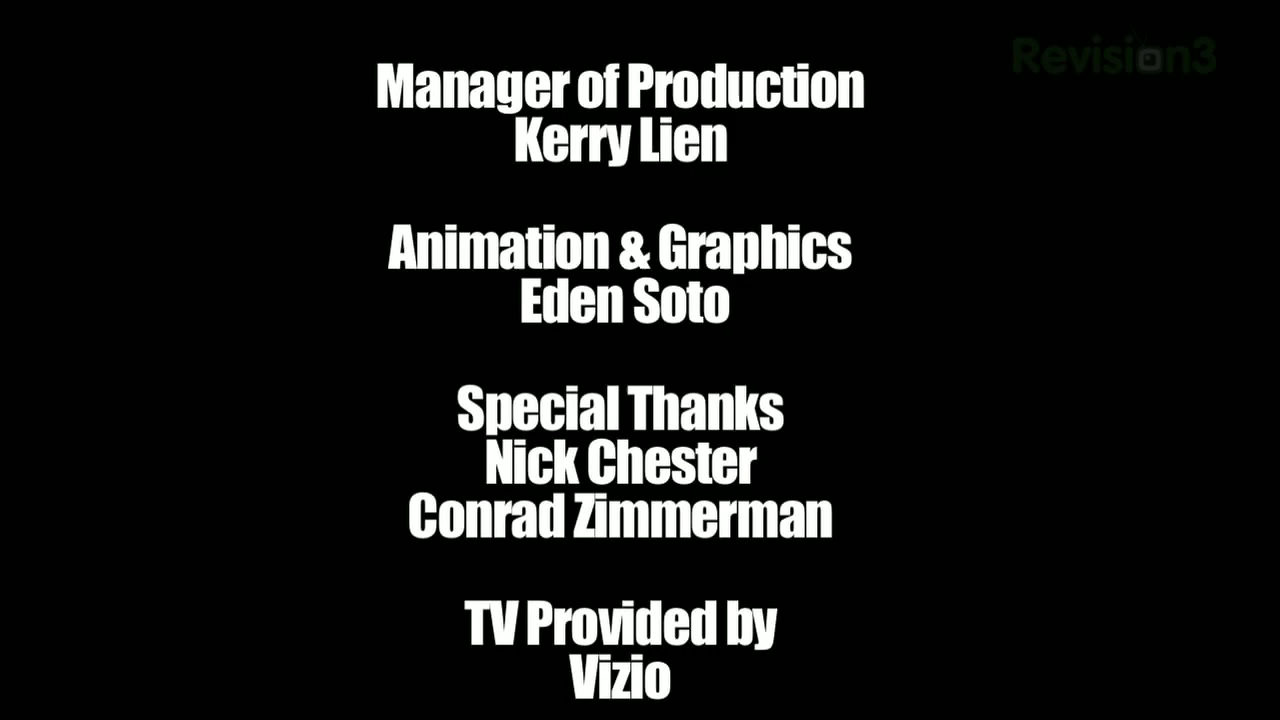 Revision3
Manager of Production
Kerry Lien
Animation & Graphics
Eden Soto
Special Thanks
Nick Chester
Conrad Zimmerman
TV Provided by
Vizio